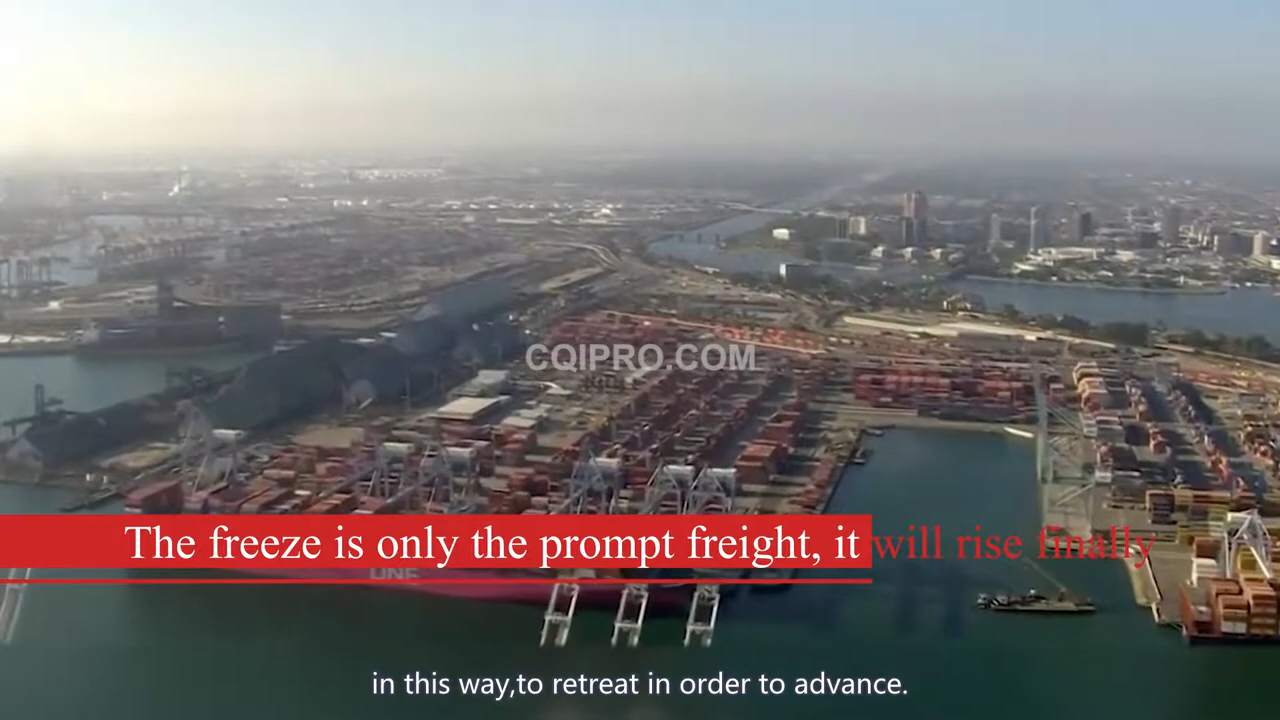 CQIPRO.COM
The freeze is only the prompt freight, it will rise finally
LINE
in this way,to retreat in order to advance.